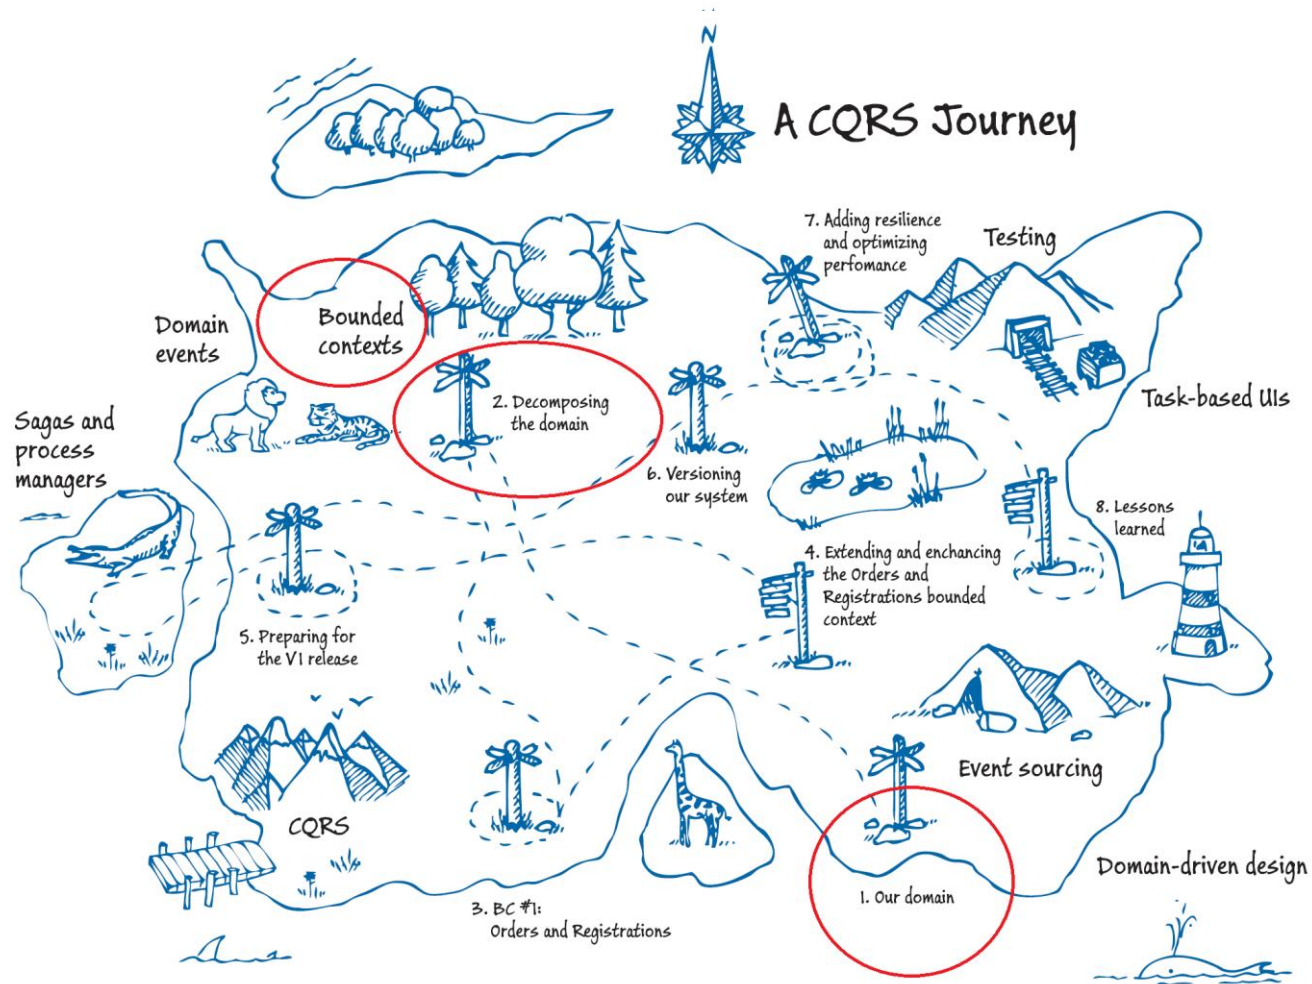 N
A CQRS Journey
7. Adding resilience
and optimizing
perfomance
Testing
Domain
events
Bounded
contexts
Task-based UIs
2. Decomposing
the domain
Sagas and
process
managers
6. Versioning
our system
8. Lessons
learned
4. Extending and enchancing
the Orders and
Registrations bounded
context
5. Preparing for
the V1 release
Event sourcing
CQRS
Domain-driven design
1. Our domain
3. BC #1:
Orders and Registrations